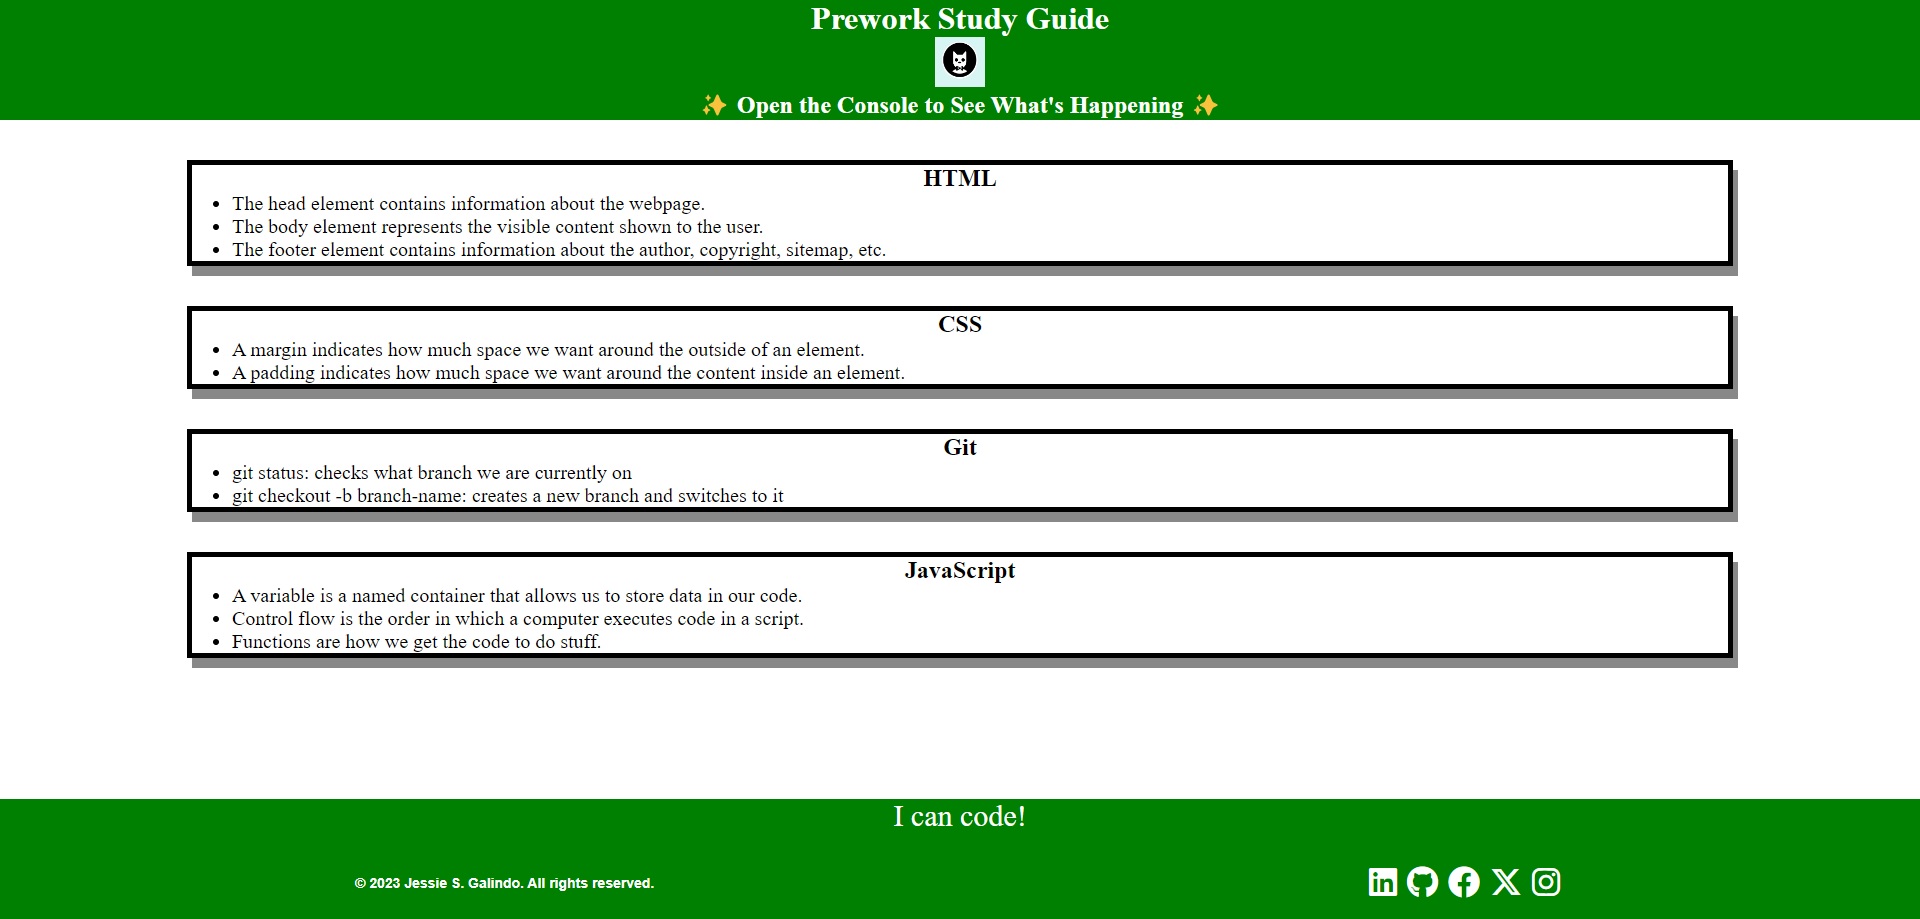 Prework Study Guide
✨ Open the Console to See What's Happening ✨
HTML
• The head element contains information about the webpage.
• The body element represents the visible content shown to the user.
• The footer element contains information about the author, copyright, sitemap, etc.
CSS
• A margin indicates how much space we want around the outside of an element.
• A padding indicates how much space we want around the content inside an element.
Git
• git status: checks what branch we are currently on
• git checkout -b branch-name: creates a new branch and switches to it
JavaScript
• A variable is a named container that allows us to store data in our code.
• Control flow is the order in which a computer executes code in a script.
• Functions are how we get the code to do stuff.
I can code!
© 2023 Jessie S. Galindo. All rights reserved.